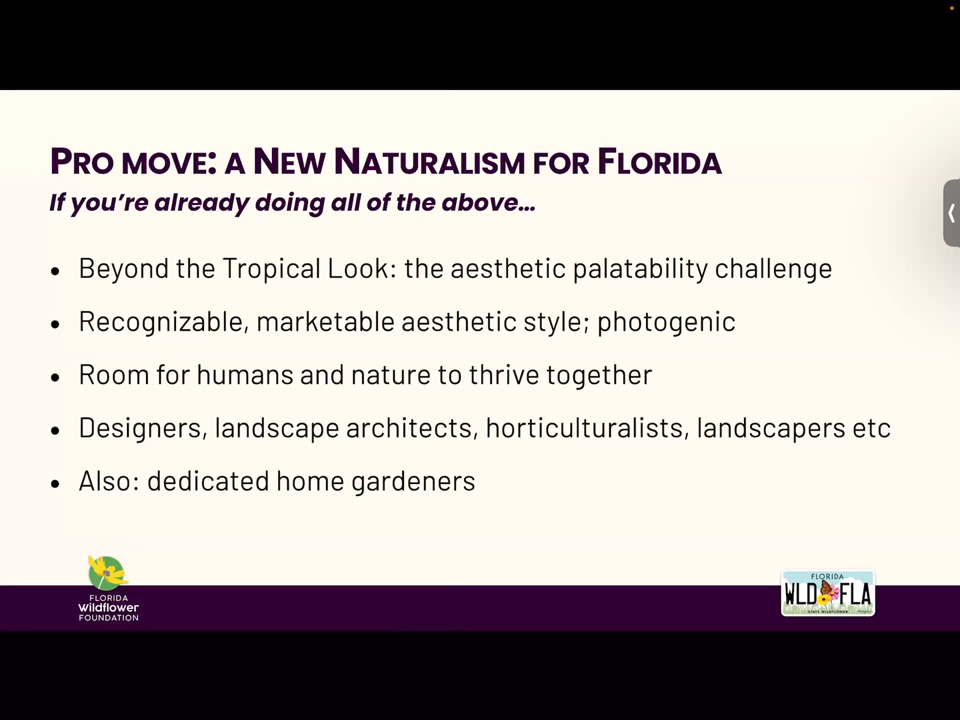 PRO MOVE: A NEW NATURALISM FOR FLORIDA
If you're already doing all of the above...
• Beyond the Tropical Look: the aesthetic palatability challenge
• Recognizable, marketable aesthetic style; photogenic
• Room for humans and nature to thrive together
• Designers, landscape architects, horticulturalists, landscapers etc
• Also: dedicated home gardeners
FLORIDA
Wildflower
FOUNDATION
FLORIDA
WLD FLA
STATE WILDFLOWER